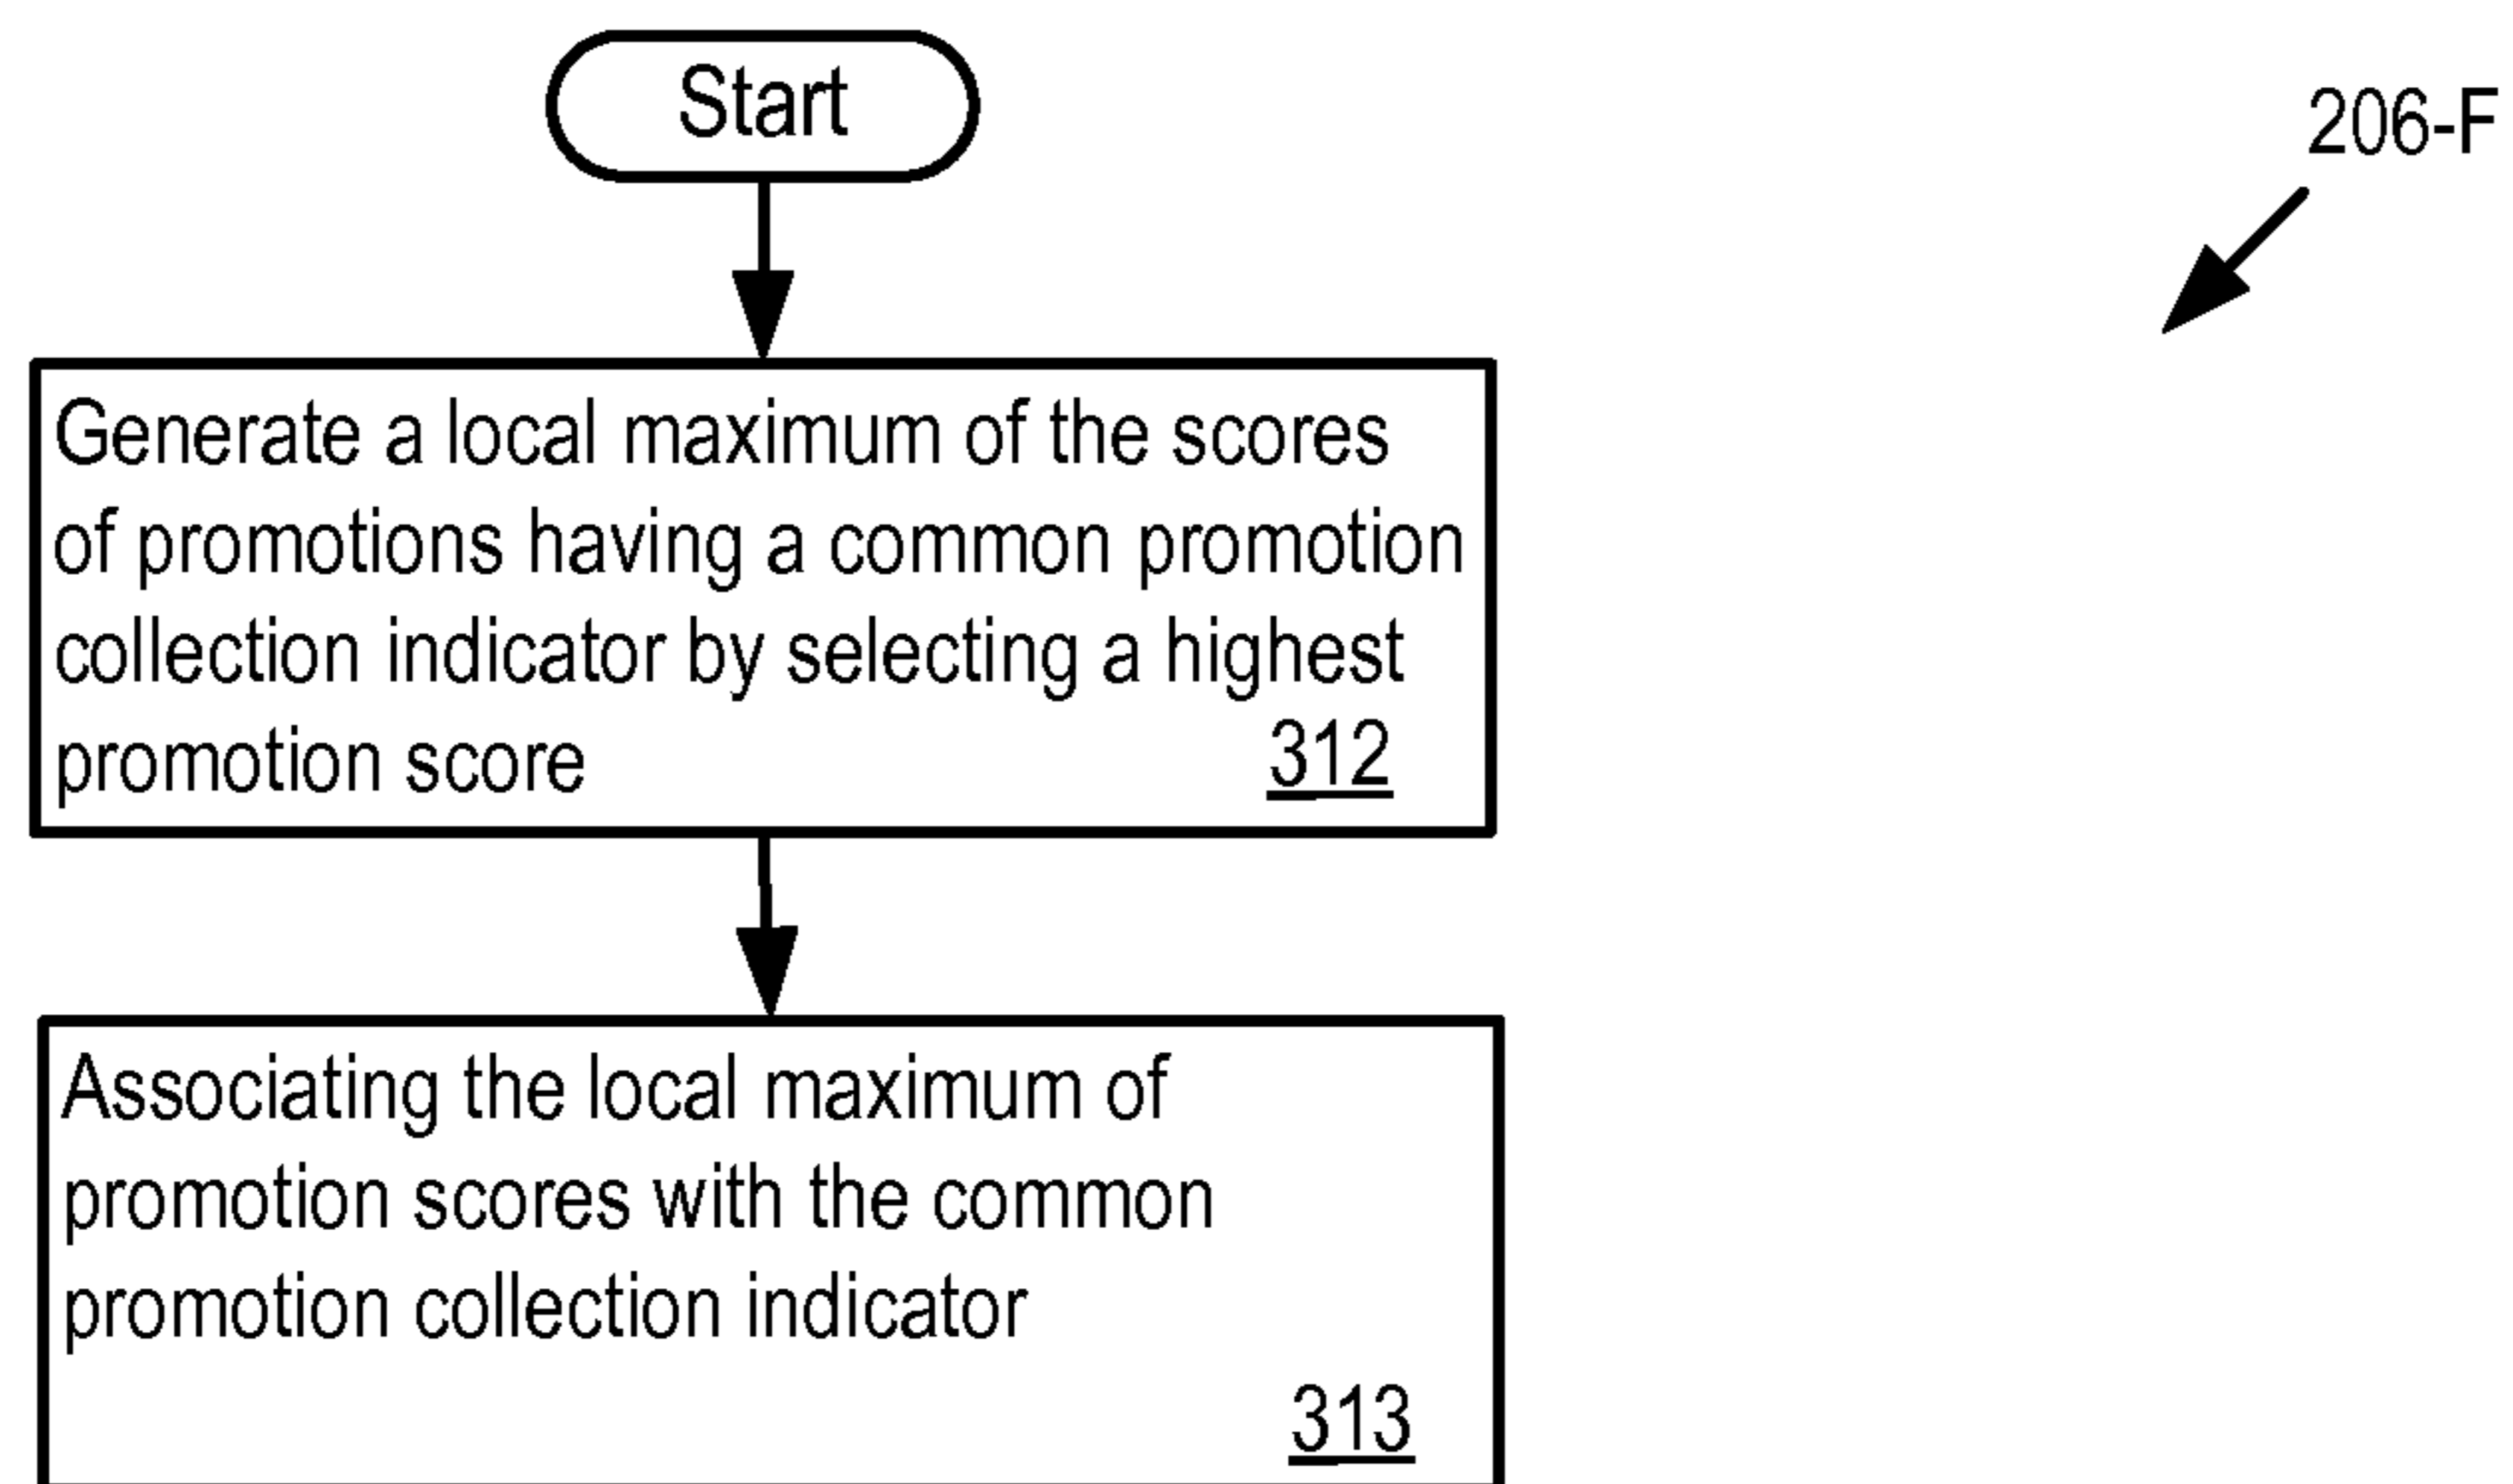 Start
206-F
Generate a local maximum of the scores
of promotions having a common promotion
collection indicator by selecting a highest
promotion score 312
Associating the local maximum of
promotion scores with the common
promotion collection indicator
313